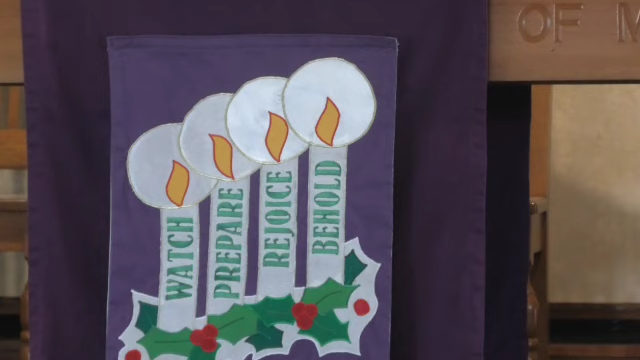 OF
WATCH
PREPARE
REJOICE
BEHOLD